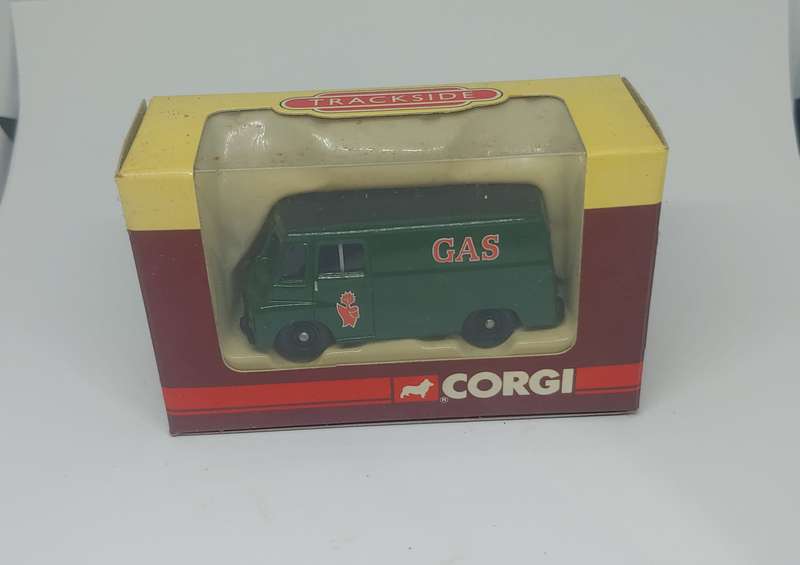 TRACKSIDE
GAS
® CORGI